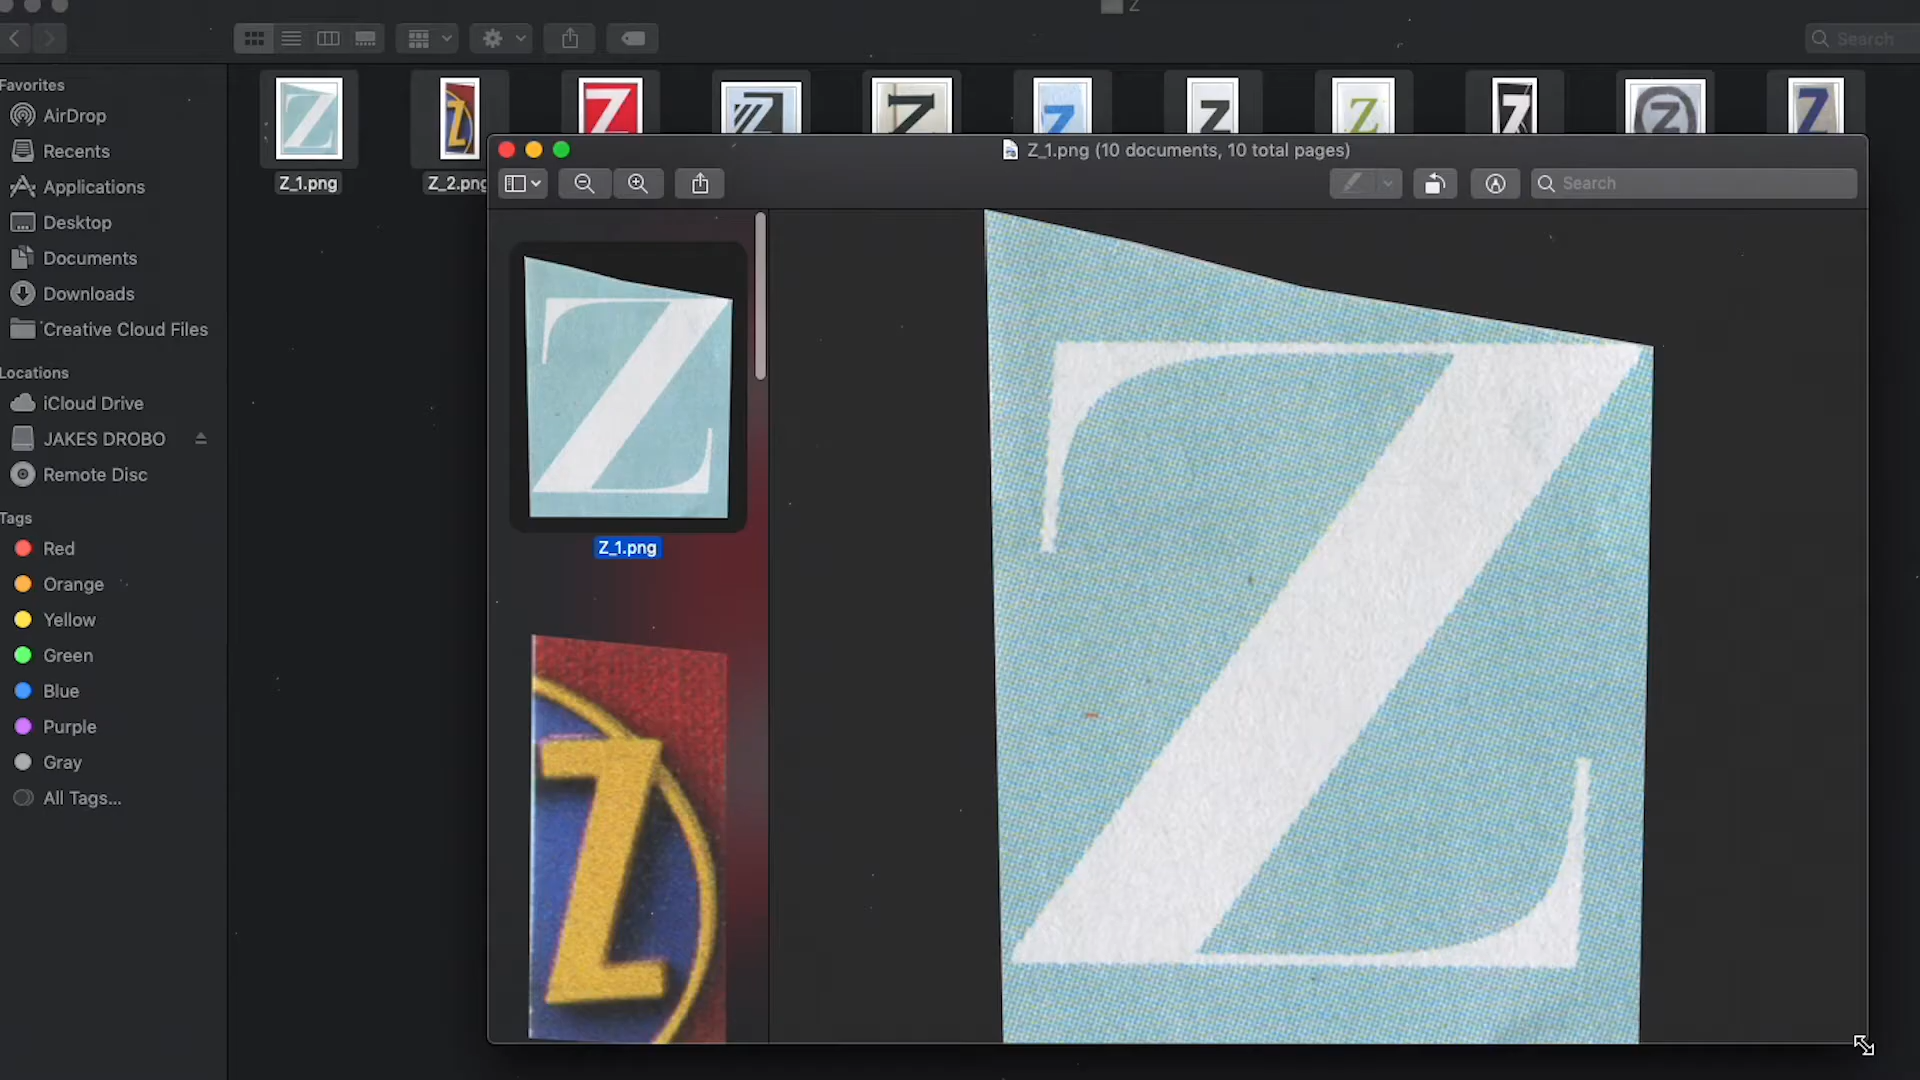 Z
Search
Favorites
AirDrop
Recents
Applications
Desktop
Documents
Downloads
Creative Cloud Files
Locations
iCloud Drive
JAKES DROBO
Remote Disc
Tags
Red
Orange
Yellow
Green
Blue
Purple
Gray
All Tags...
Z
Z
Z
Z
Z
Z
Z
Z
Z
Z
Z
Z_1.png
Z_2.png
Z_1.png (10 documents, 10 total pages)
Search
Z
Z_1.png
Z
Z